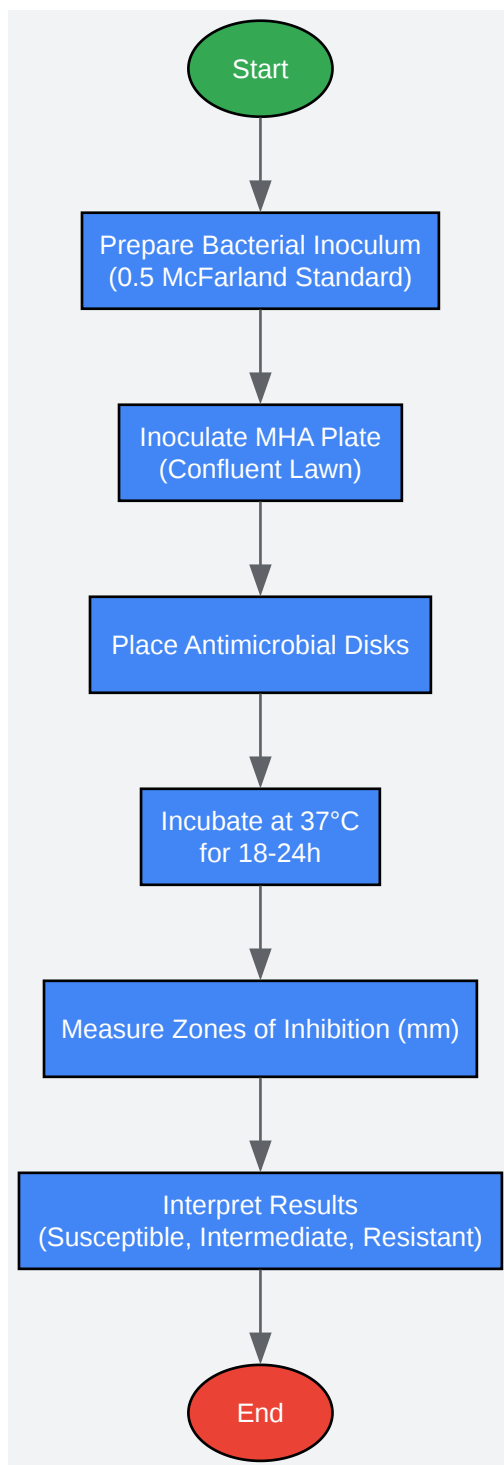 Start
Prepare Bacterial Inoculum
(0.5 McFarland Standard)
Inoculate MHA Plate
(Confluent Lawn)
Place Antimicrobial Disks
Incubate at 37°C
for 18-24h
Measure Zones of Inhibition (mm)
Interpret Results
(Susceptible, Intermediate, Resistant)
End